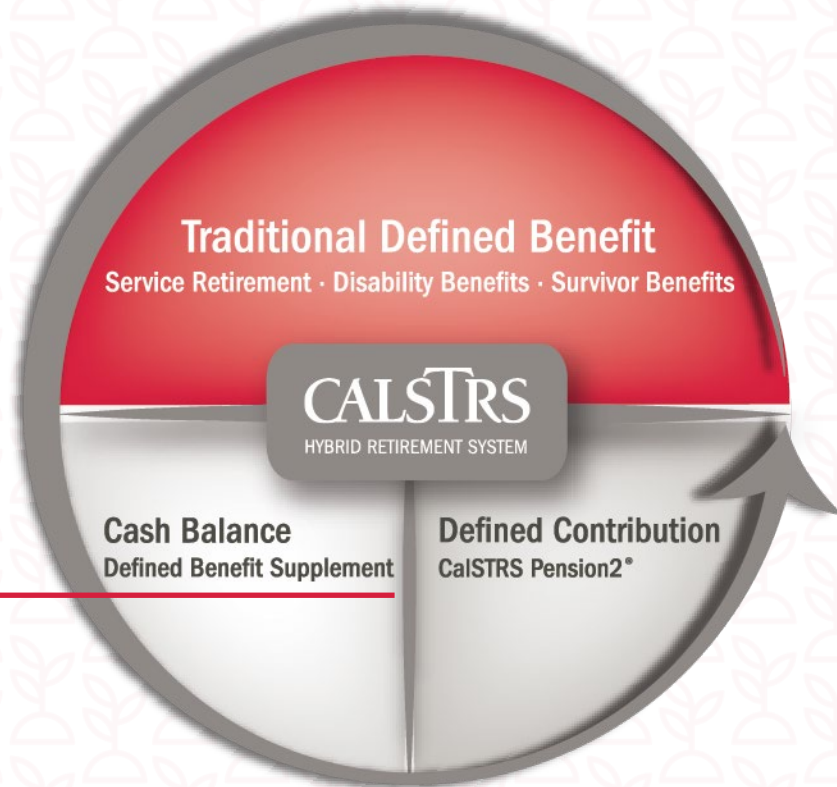 Traditional Defined Benefit
Service Retirement · Disability Benefits · Survivor Benefits
CALSTRS
HYBRID RETIREMENT SYSTEM
Cash Balance
Defined Benefit Supplement
Defined Contribution
CalSTRS Pension2®